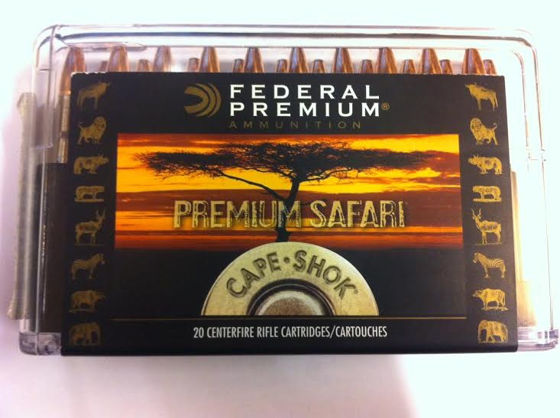 FEDERAL
PREMIUM®
AMMUNITION
PREMIUM SAFARI
CAPE•SHOK
20 CENTERFIRE RIFLE CARTRIDGES/CARTOUCHES